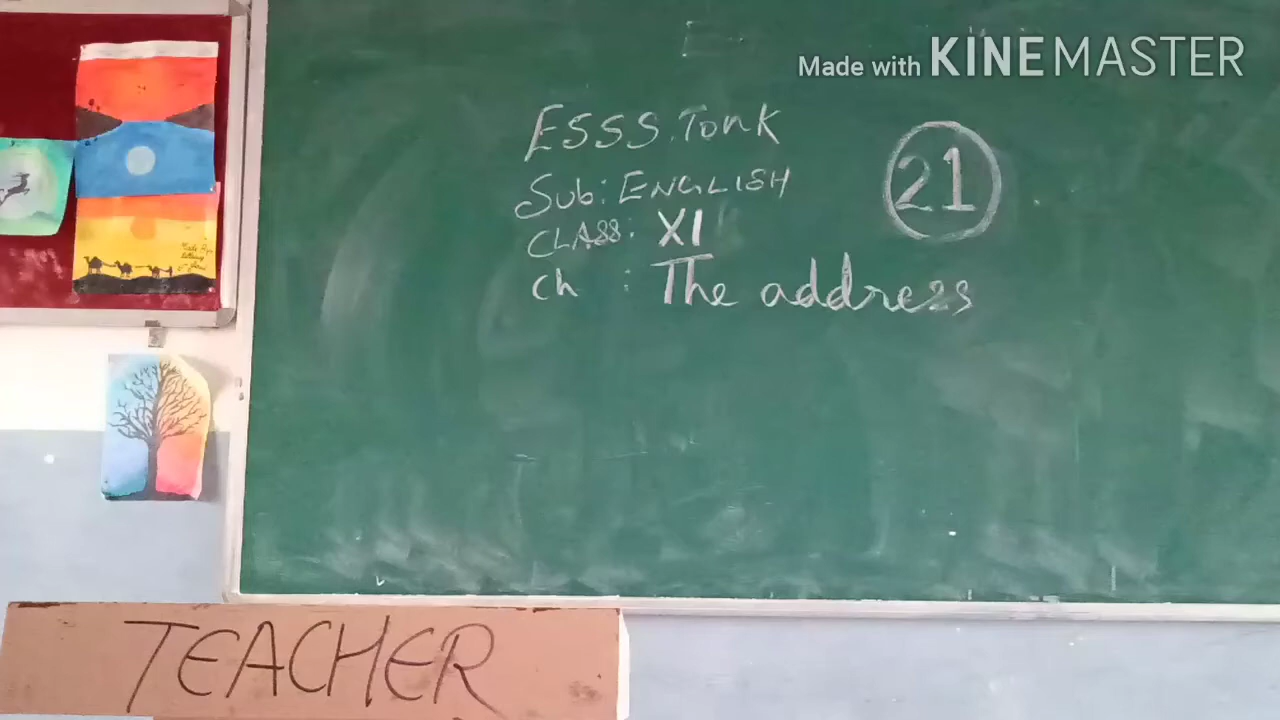 Made with KINEMASTER
ESSS.Tonk
21
Sub: ENGLISH
CLASS: XI
Ch : The address
TEACHER